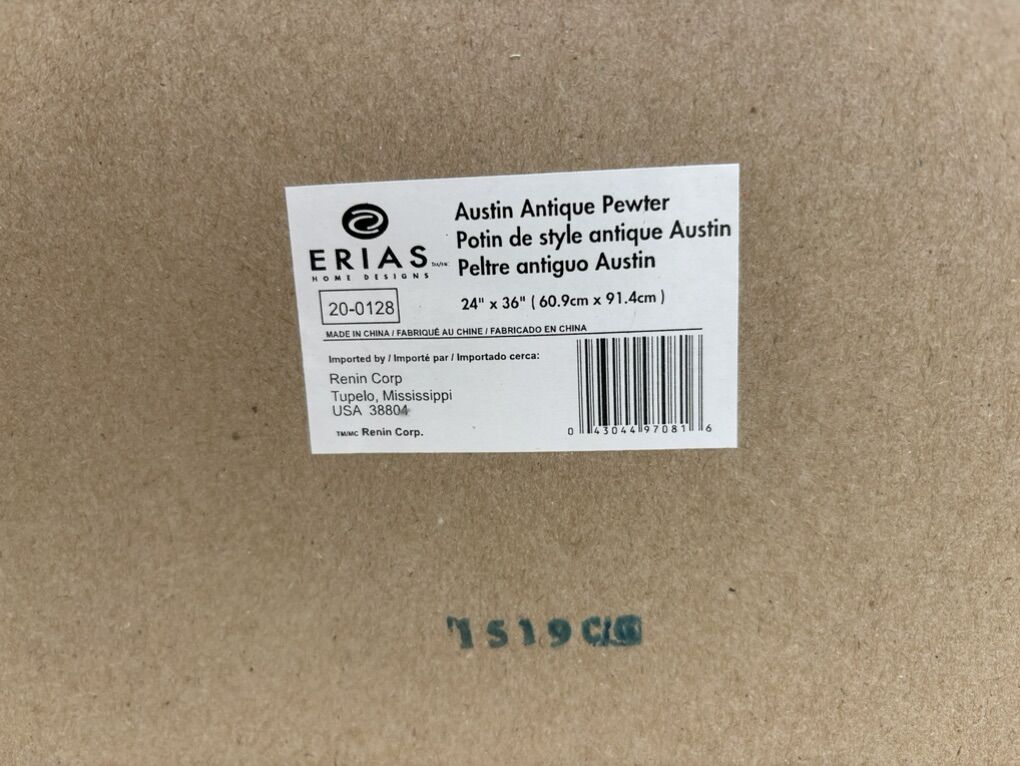 ERIAS TM/MC
HOME DESIGNS
20-0128
Austin Antique Pewter
Potin de style antique Austin
Peltre antiguo Austin
24" x 36" ( 60.9cm x 91.4cm )
MADE IN CHINA / FABRIQUÉ AU CHINE / FABRICADO EN CHINA
Imported by / Importé par / Importado cerca:
Renin Corp
Tupelo, Mississippi
USA 38804
TM/MC Renin Corp.
0 43044 97081 6
1519